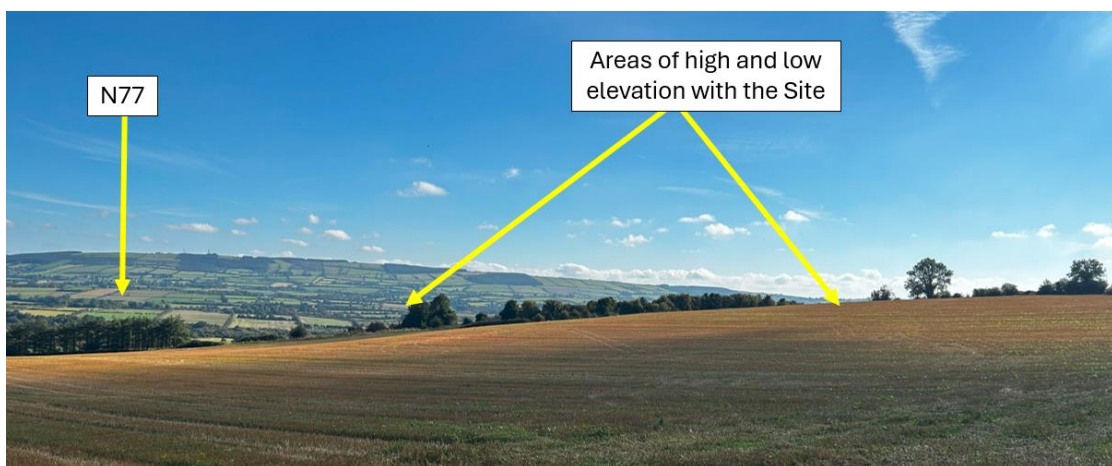 N77
Areas of high and low
elevation with the Site